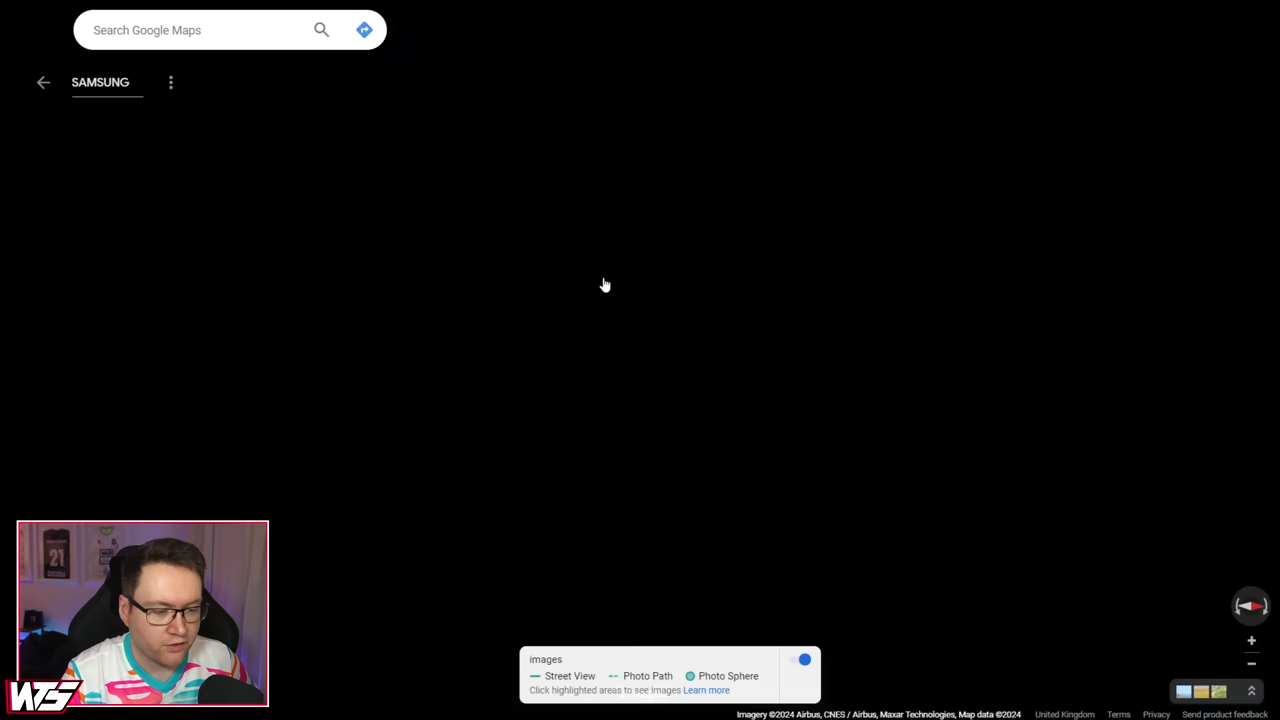 Search Google Maps
SAMSUNG
21
images
Street View
Photo Path
Photo Sphere
Click highlighted areas to see images Learn more
WTS
Imagery ©2024 Airbus, CNES / Airbus, Maxar Technologies, Map data ©2024
United Kingdom
Terms
Privacy
Send product feedback